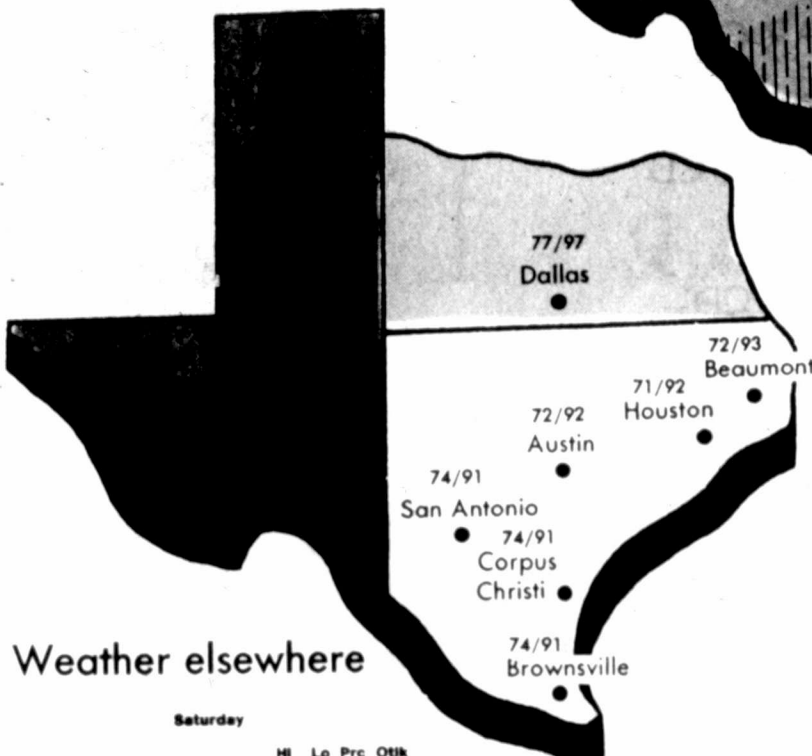 77/97
Dallas
72/93
Beaumont
71/92
Houston
72/92
Austin
74/91
San Antonio
74/91
Corpus
Christi
74/91
Brownsville
Weather elsewhere
Saturday
Hi Lo Prc Otlk